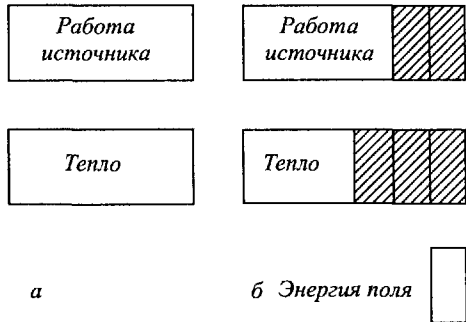 Работа
источника
Работа
источника
Тепло
Тепло
а
б Энергия поля